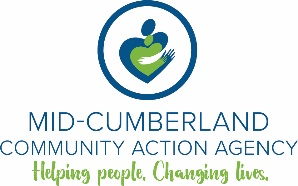 MID-CUMBERLAND
COMMUNITY ACTION AGENCY
Helping people. Changing lives.